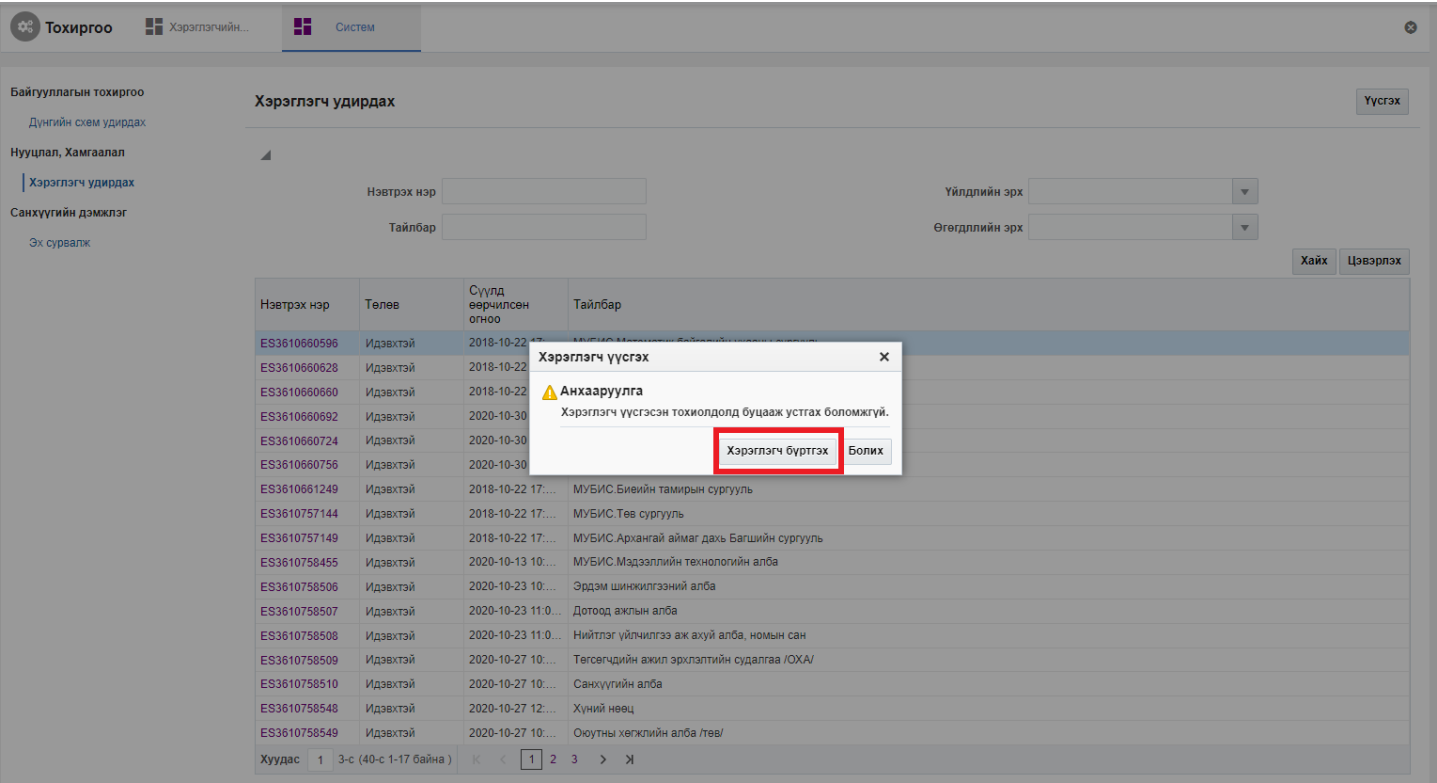 Тохиргоо
Хэрэглэгчийн...
Систем
Байгууллагын тохиргоо
Дүнгийн схем удирдах
Нууцлал, Хамгаалал
Хэрэглэгч удирдах
Санхүүгийн дэмжлэг
Эх сурвалж
Хэрэглэгч удирдах
Үүсгэх
Нэвтрэх нэр
Үйлдлийн эрх
Тайлбар
Өгөгдлийн эрх
Хайх Цэвэрлэх
Нэвтрэх нэр Төлөв Сүүлд өөрчилсөн огноо Тайлбар
ES3610660596 Идэвхтэй 2018-10-22 17:
ES3610660628 Идэвхтэй 2018-10-22
ES3610660660 Идэвхтэй 2018-10-22
ES3610660692 Идэвхтэй 2020-10-30
ES3610660724 Идэвхтэй 2020-10-30
ES3610660756 Идэвхтэй 2020-10-30
ES3610661249 Идэвхтэй 2018-10-22 17:... МУБИС.Биеийн тамирын сургууль
ES3610757144 Идэвхтэй 2018-10-22 17:... МУБИС.Төв сургууль
ES3610757149 Идэвхтэй 2018-10-22 17:... МУБИС.Архангай аймаг дахь Багшийн сургууль
ES3610758455 Идэвхтэй 2020-10-13 10:... МУБИС.Мэдээллийн технологийн алба
ES3610758506 Идэвхтэй 2020-10-23 10:... Эрдэм шинжилгээний алба
ES3610758507 Идэвхтэй 2020-10-23 11:0... Дотоод ажлын алба
ES3610758508 Идэвхтэй 2020-10-23 11:0... Нийтлэг үйлчилгээ аж ахуй алба, номын сан
ES3610758509 Идэвхтэй 2020-10-27 10:... Төгсөгчдийн ажил эрхлэлтийн судалгаа /ОХА/
ES3610758510 Идэвхтэй 2020-10-27 10:... Санхүүгийн алба
ES3610758548 Идэвхтэй 2020-10-27 12:... Хүний нөөц
ES3610758549 Идэвхтэй 2020-10-27 10:... Оюутны хөгжлийн алба /төв/
Хуудас 1 3-с (40-с 1-17 байна ) 1 2 3
Хэрэглэгч үүсгэх
Анхааруулга
Хэрэглэгч үүсгэсэн тохиолдолд буцааж устгах боломжгүй.
Хэрэглэгч бүртгэх Болих